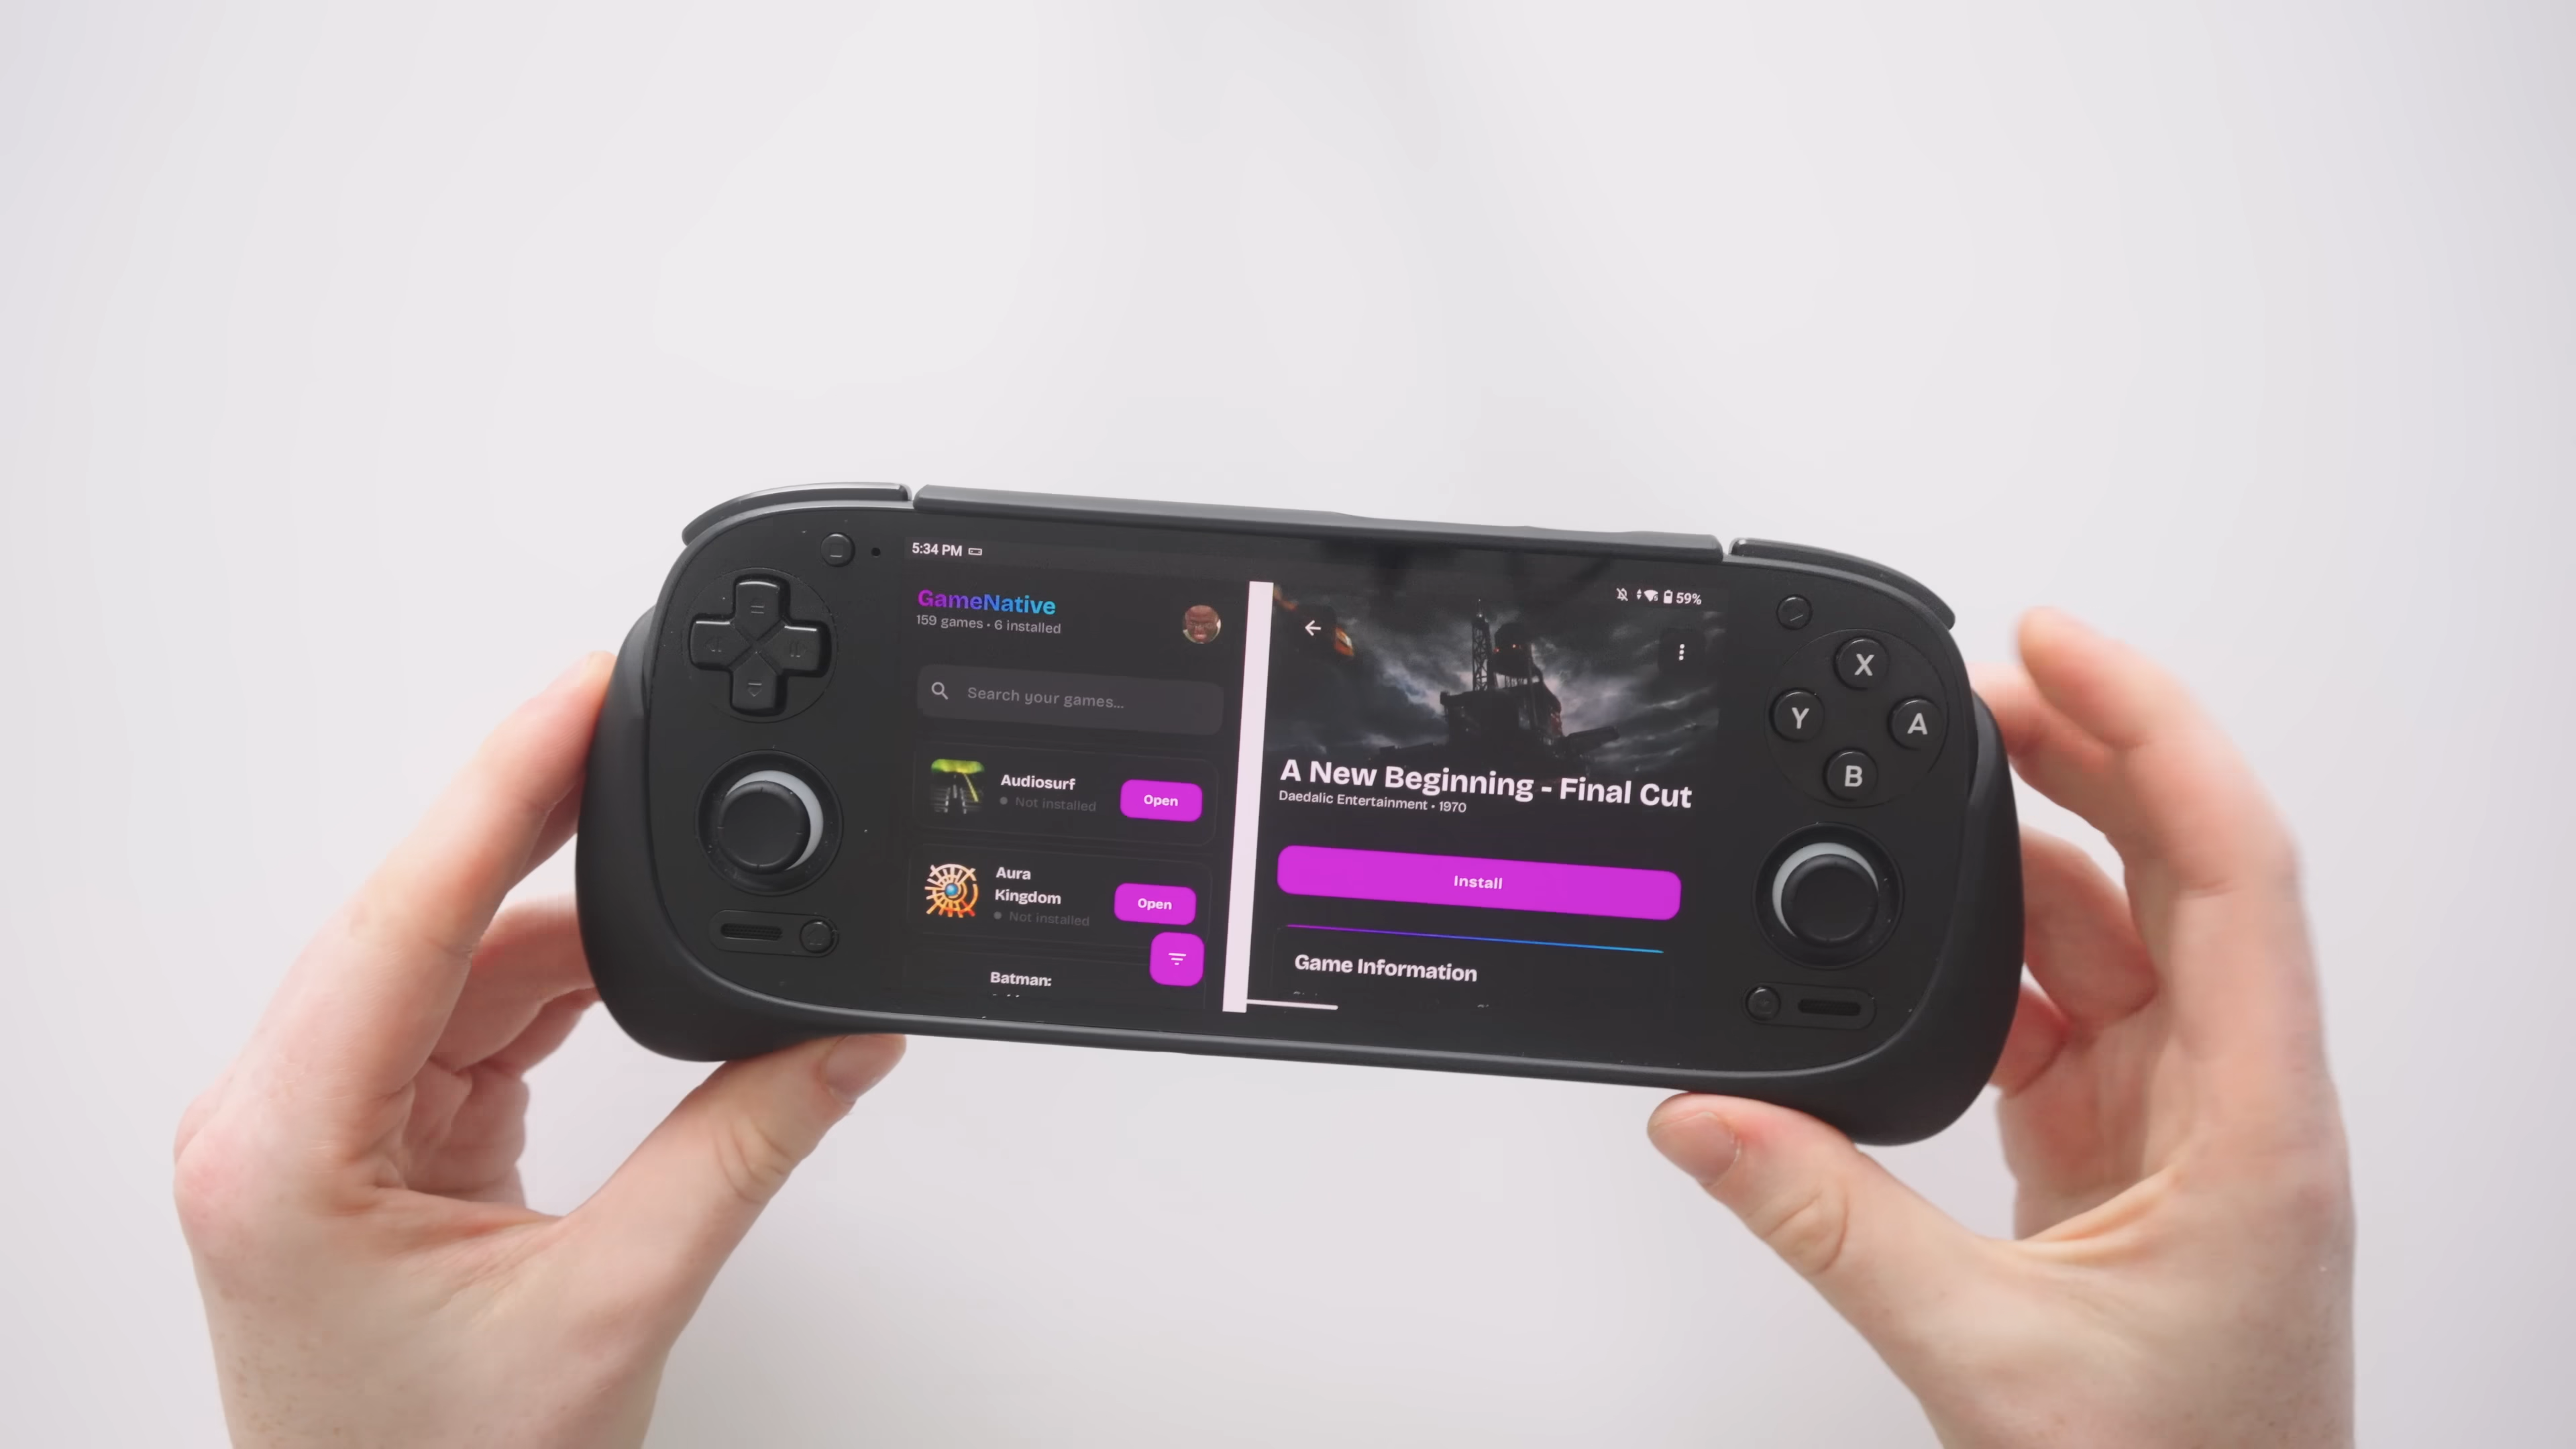 5:34 PM
59%
GameNative
159 games • 6 installed
Search your games...
Audiosurf
Not installed
Open
Aura
Kingdom
Not installed
Open
Batman:
A New Beginning - Final Cut
Daedalic Entertainment • 1970
Install
Game Information
X
Y
A
B